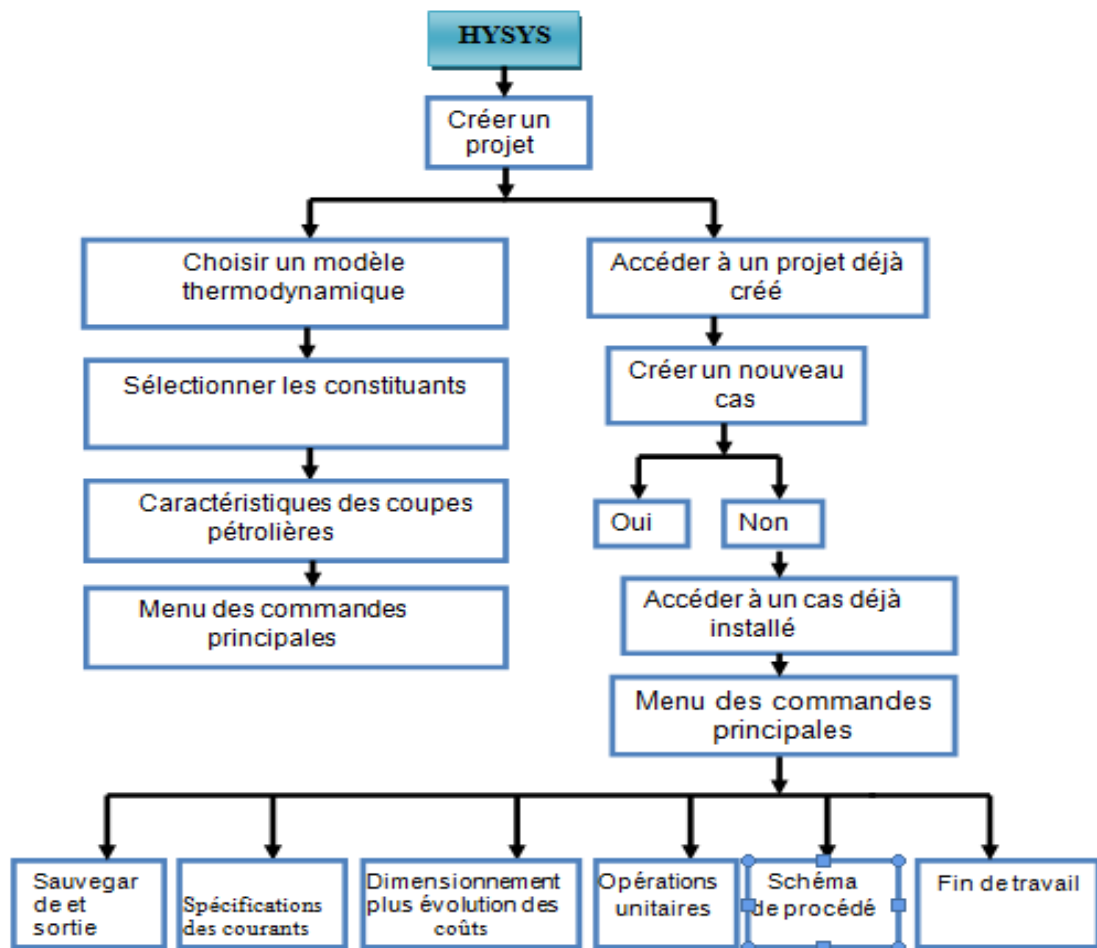 HYSYS
Créer un
projet
Choisir un modèle
thermodynamique
Accéder à un projet déjà
créé
Sélectionner les constituants
Créer un nouveau
cas
Caractéristiques des coupes
pétrolières
Oui
Non
Menu des commandes
principales
Accéder à un cas déjà
installé
Menu des commandes
principales
Sauvegar
de et
sortie
Spécifications
des courants
Dimensionnement
plus évolution des
coûts
Opérations
unitaires
Schéma
de procédé
Fin de travail